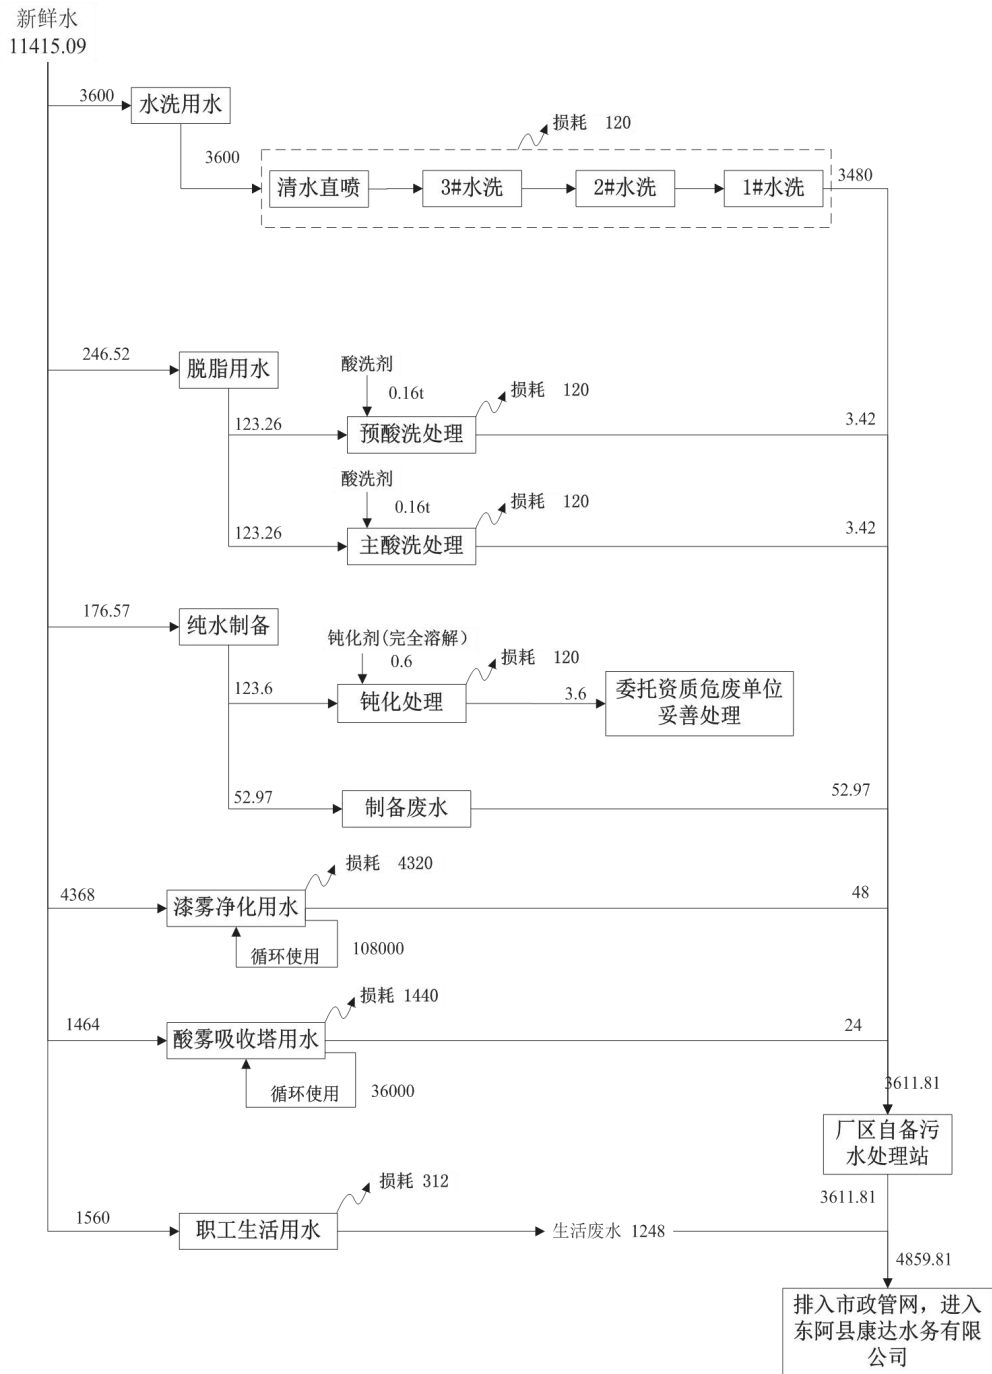 新鲜水
11415.09
3600
水洗用水
损耗 120
3600
清水直喷
3#水洗
2#水洗
1#水洗
3480
246.52
脱脂用水
酸洗剂
0.16t
损耗 120
123.26
预酸洗处理
3.42
酸洗剂
0.16t
损耗 120
123.26
主酸洗处理
3.42
176.57
纯水制备
钝化剂(完全溶解)
0.6
损耗 120
123.6
钝化处理
3.6
委托资质危废单位
妥善处理
52.97
制备废水
52.97
损耗 4320
4368
漆雾净化用水
48
循环使用
108000
损耗 1440
1464
酸雾吸收塔用水
24
循环使用
36000
3611.81
厂区自备污
水处理站
损耗 312
3611.81
1560
职工生活用水
生活废水 1248
4859.81
排入市政管网，进入
东阿县康达水务有限
公司